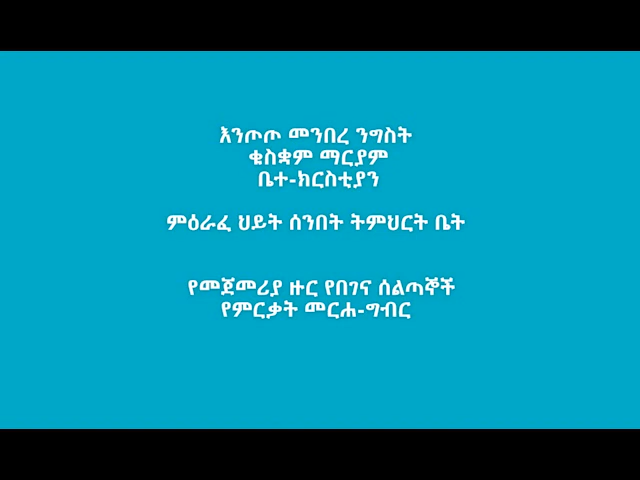 እንጦጦ መንበረ ንግስት
ቁስቋም ማርያም
ቤተ-ክርስቲያን
ምዕራፈ ህይት ሰንበት ትምህርት ቤት
የመጀመሪያ ዙር የበገና ሰልጣኞች
የምርቃት መርሐ-ግብር